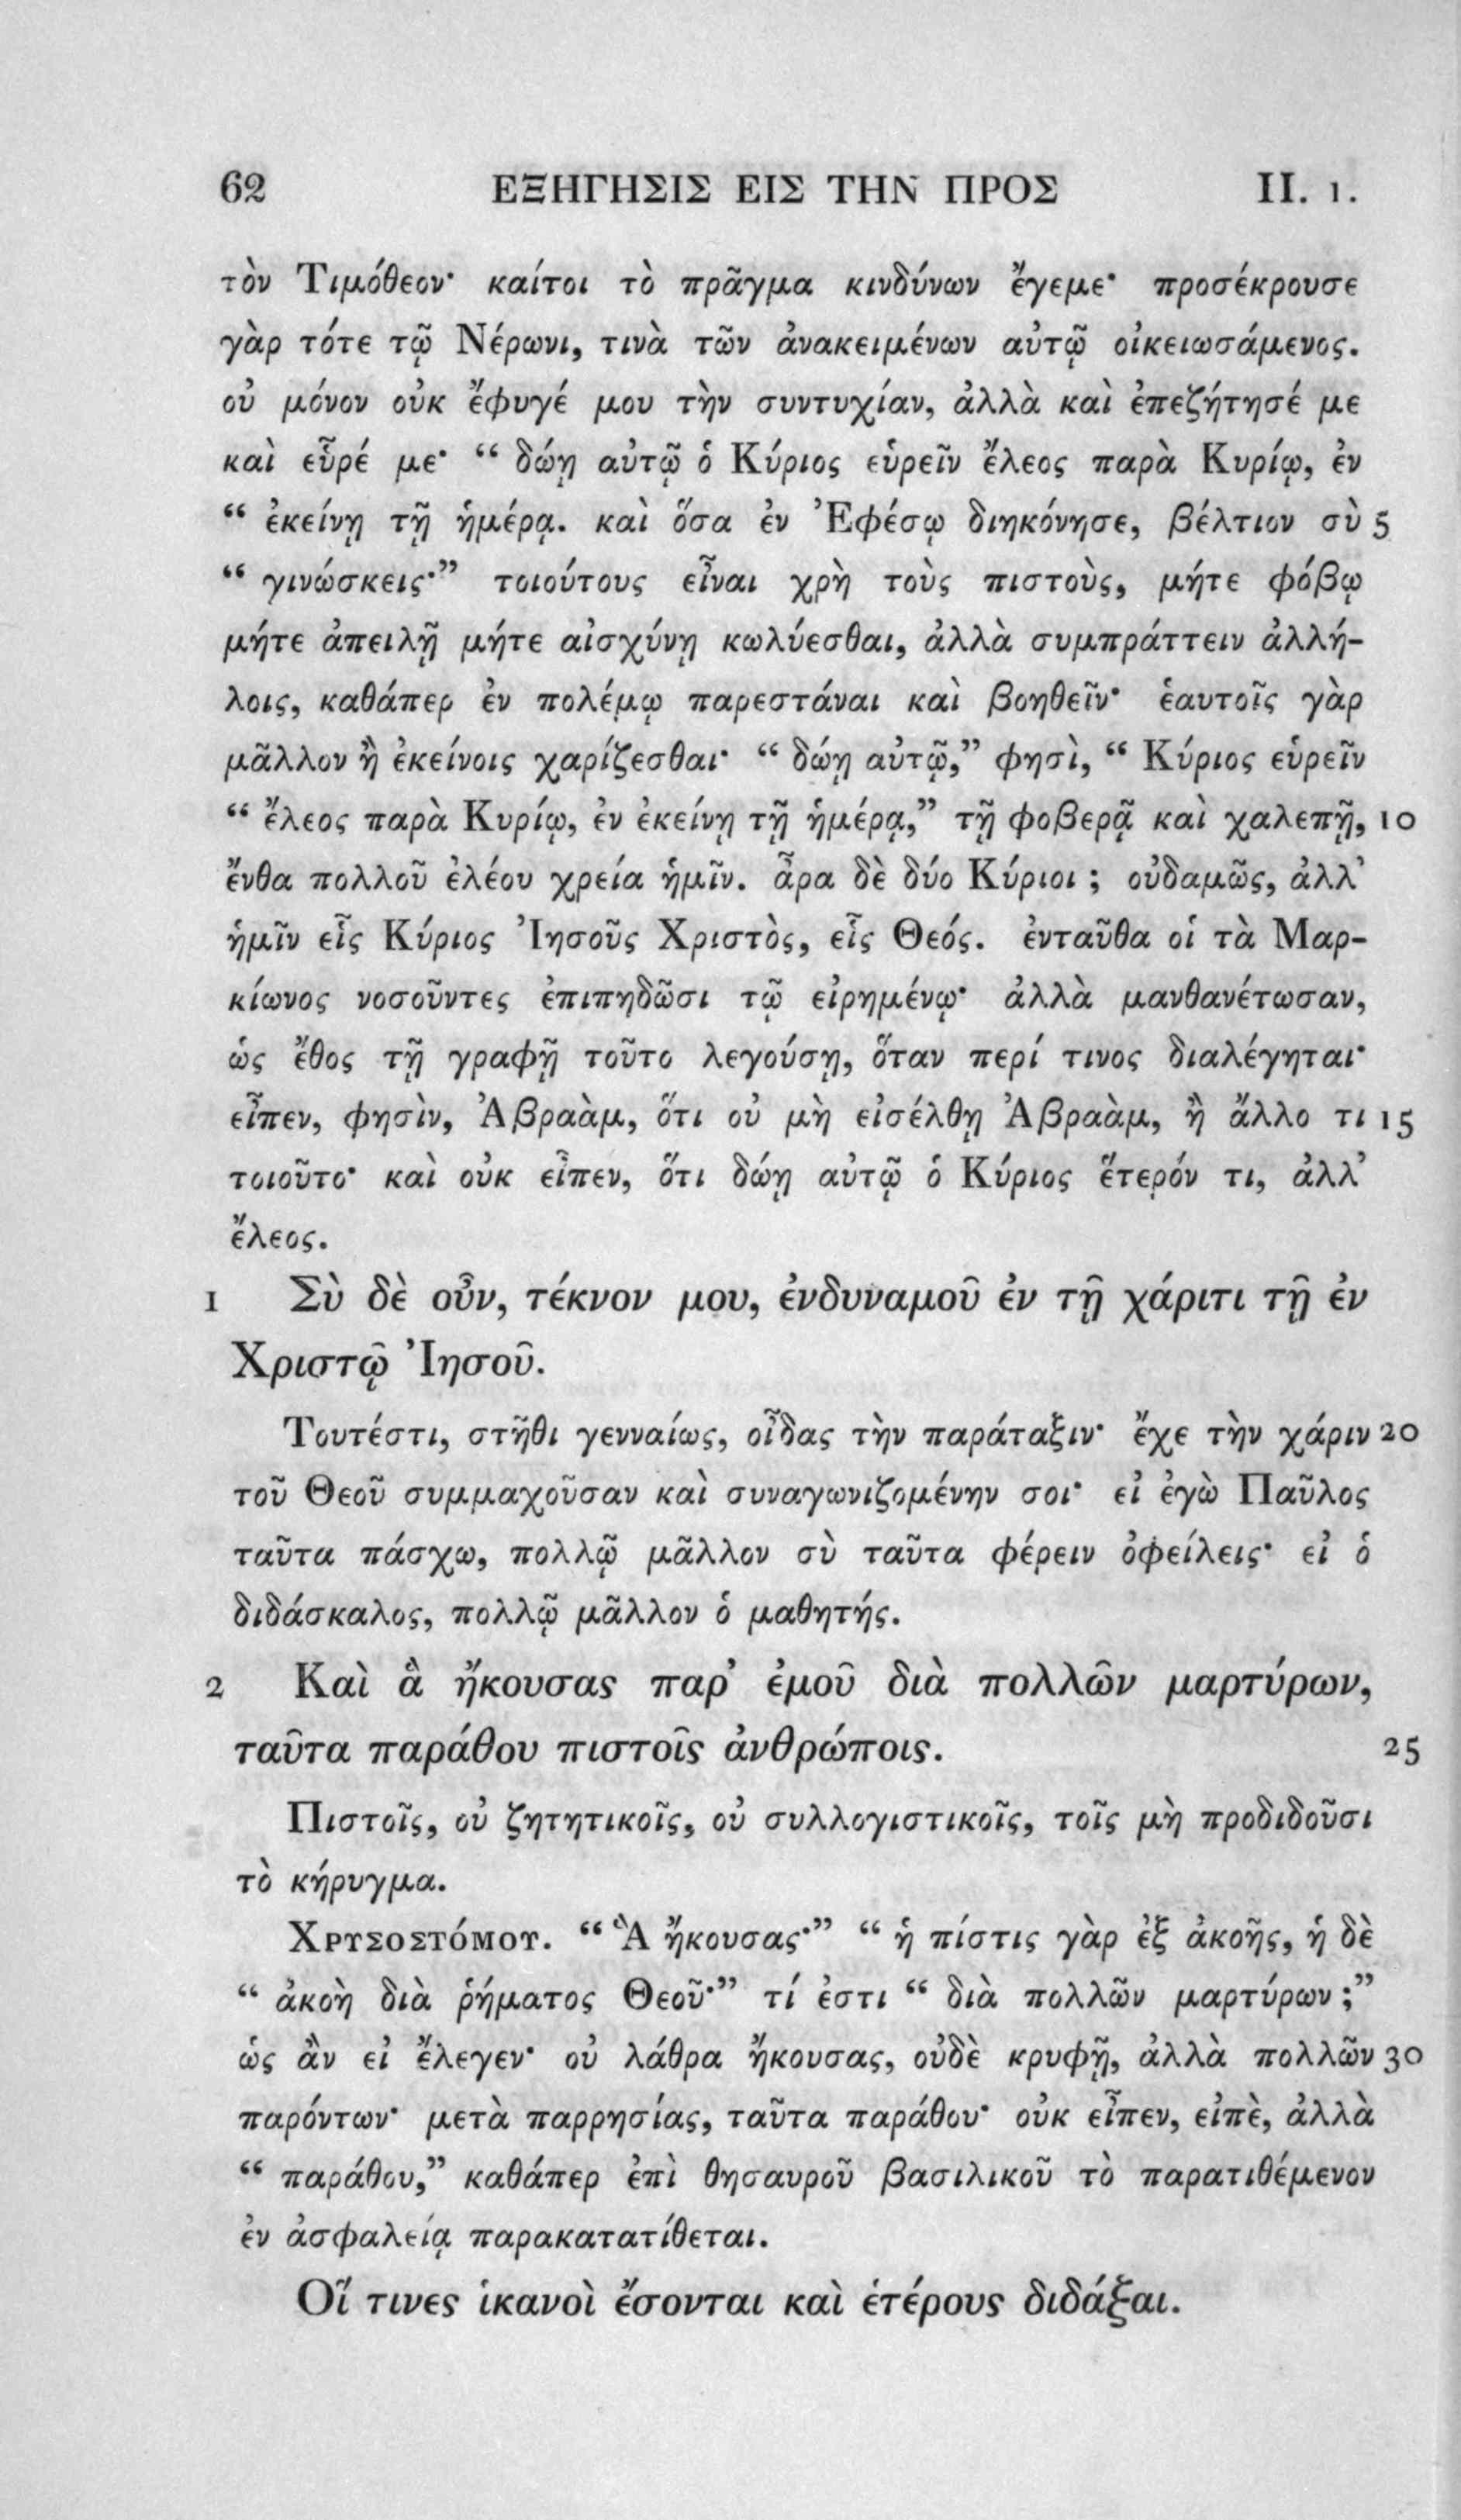 62 ΕΞΗΓΗΣΙΣ ΕΙΣ ΤΗΝ ΠΡΟΣ II. 1.
τὸν Τιμόθεον· καίτοι τὸ πρᾶγμα κινδύνων ἔγεμε· προσέκρουσε
γὰρ τότε τῷ Νέρωνι, τινὰ τῶν ἀνακειμένων αὐτῷ οἰκειωσάμενος.
οὐ μόνον οὐκ ἔφυγέ μου τὴν συντυχίαν, ἀλλὰ καὶ ἐπεζήτησέ με
καὶ εὗρέ με· “ δώῃ αὐτῷ ὁ Κύριος εὑρεῖν ἔλεος παρὰ Κυρίῳ, ἐν
“ ἐκείνῃ τῇ ἡμέρᾳ. καὶ ὅσα ἐν Ἐφέσῳ διηκόνησε, βέλτιον σὺ 5
“ γινώσκεις·” τοιούτους εἶναι χρὴ τοὺς πιστοὺς, μήτε φόβῳ
μήτε ἀπειλῇ μήτε αἰσχύνῃ κωλύεσθαι, ἀλλὰ συμπράττειν ἀλλή-
λοις, καθάπερ ἐν πολέμῳ παρεστάναι καὶ βοηθεῖν· ἑαυτοῖς γὰρ
μᾶλλον ἢ ἐκείνοις χαρίζεσθαι· “ δώῃ αὐτῷ,” φησὶ, “ Κύριος εὑρεῖν
“ ἔλεος παρὰ Κυρίῳ, ἐν ἐκείνῃ τῇ ἡμέρᾳ,” τῇ φοβερᾷ καὶ χαλεπῇ, 10
ἔνθα πολλοῦ ἐλέου χρεία ἡμῖν. ἆρα δὲ δύο Κύριοι ; οὐδαμῶς, ἀλλ’
ἡμῖν εἷς Κύριος Ἰησοῦς Χριστὸς, εἷς Θεός. ἐνταῦθα οἱ τὰ Μαρ-
κίωνος νοσοῦντες ἐπιπηδῶσι τῷ εἰρημένῳ· ἀλλὰ μανθανέτωσαν,
ὡς ἔθος τῇ γραφῇ τοῦτο λεγούσῃ, ὅταν περί τινος διαλέγηται·
εἶπεν, φησὶν, Ἀβραὰμ, ὅτι οὐ μὴ εἰσέλθῃ Ἀβραὰμ, ἢ ἄλλο τι 15
τοιοῦτο· καὶ οὐκ εἶπεν, ὅτι δώῃ αὐτῷ ὁ Κύριος ἕτερόν τι, ἀλλ’
ἔλεος.
1 Σὺ δὲ οὖν, τέκνον μου, ἐνδυναμοῦ ἐν τῇ χάριτι τῇ ἐν
Χριστῷ Ἰησοῦ.
Τουτέστι, στῆθι γενναίως, οἶδας τὴν παράταξιν· ἔχε τὴν χάριν 20
τοῦ Θεοῦ συμμαχοῦσαν καὶ συναγωνιζομένην σοι· εἰ ἐγὼ Παῦλος
ταῦτα πάσχω, πολλῷ μᾶλλον σὺ ταῦτα φέρειν ὀφείλεις· εἰ ὁ
διδάσκαλος, πολλῷ μᾶλλον ὁ μαθητής.
2 Καὶ ἃ ἤκουσας παρ’ ἐμοῦ διὰ πολλῶν μαρτύρων,
ταῦτα παράθου πιστοῖς ἀνθρώποις. 25
Πιστοῖς, οὐ ζητητικοῖς, οὐ συλλογιστικοῖς, τοῖς μὴ προδιδοῦσι
τὸ κήρυγμα.
Χρυσοστόμου. “ Ἃ ἤκουσας·” “ ἡ πίστις γὰρ ἐξ ἀκοῆς, ἡ δὲ
“ ἀκοὴ διὰ ῥήματος Θεοῦ·” τί ἐστι “ διὰ πολλῶν μαρτύρων ;”
ὡς ἂν εἰ ἔλεγεν· οὐ λάθρα ἤκουσας, οὐδὲ κρυφῇ, ἀλλὰ πολλῶν 30
παρόντων· μετὰ παρρησίας, ταῦτα παράθου· οὐκ εἶπεν, εἰπὲ, ἀλλὰ
“ παράθου,” καθάπερ ἐπὶ θησαυροῦ βασιλικοῦ τὸ παρατιθέμενον
ἐν ἀσφαλείᾳ παρακατατίθεται.
Οἵ τινες ἱκανοὶ ἔσονται καὶ ἑτέρους διδάξαι.